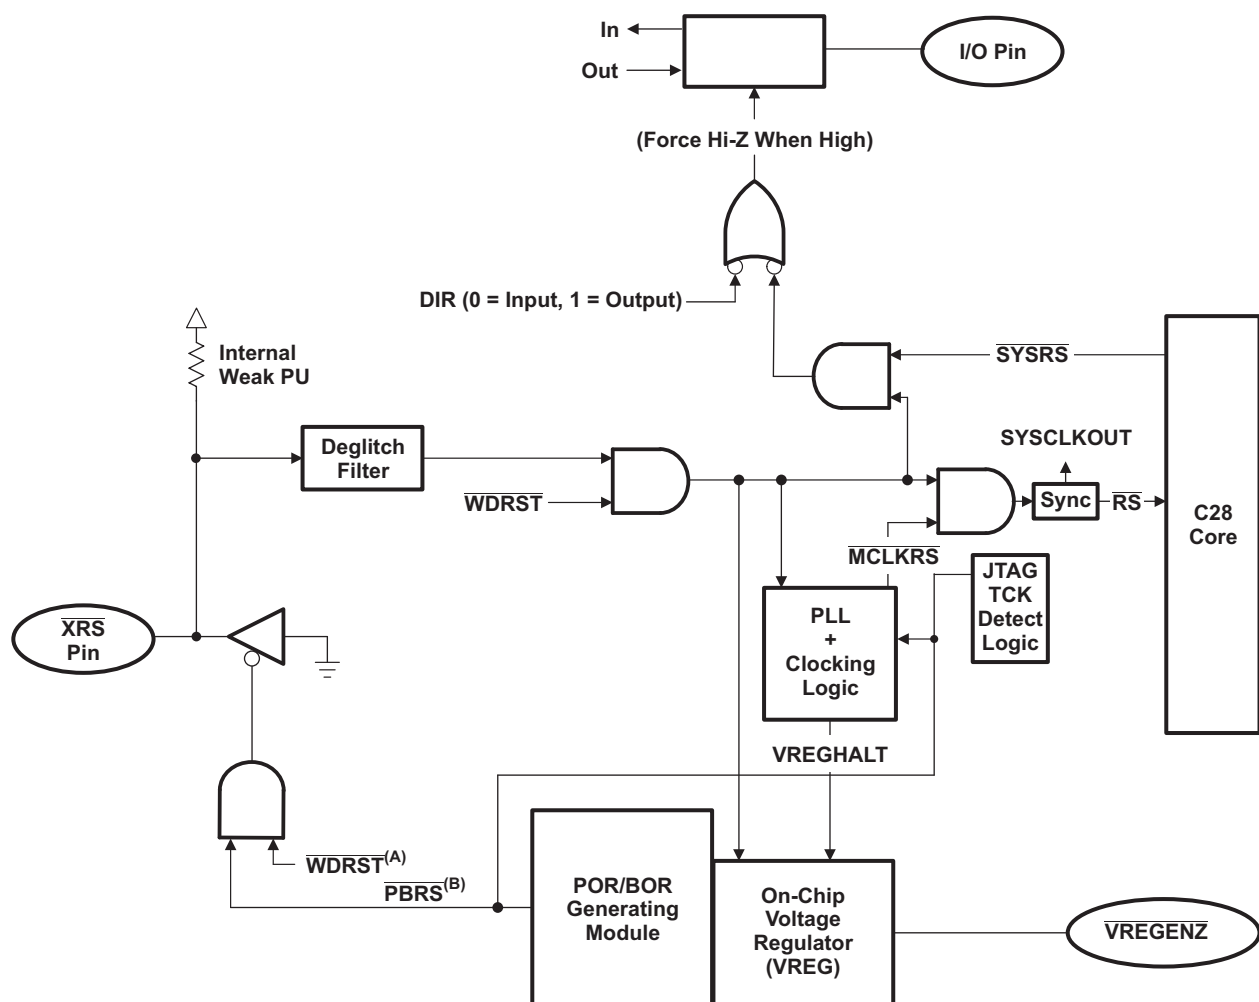 In
Out
I/O Pin
(Force Hi-Z When High)
DIR (0 = Input, 1 = Output)
Internal
Weak PU
SYSRS
Deglitch
Filter
SYSCLKOUT
WDRST
Sync
RS
C28
Core
MCLKRS
JTAG
TCK
Detect
Logic
XRS
Pin
PLL
+
Clocking
Logic
VREGHALT
WDRST(A)
PBRS(B)
POR/BOR
Generating
Module
On-Chip
Voltage
Regulator
(VREG)
VREGENZ